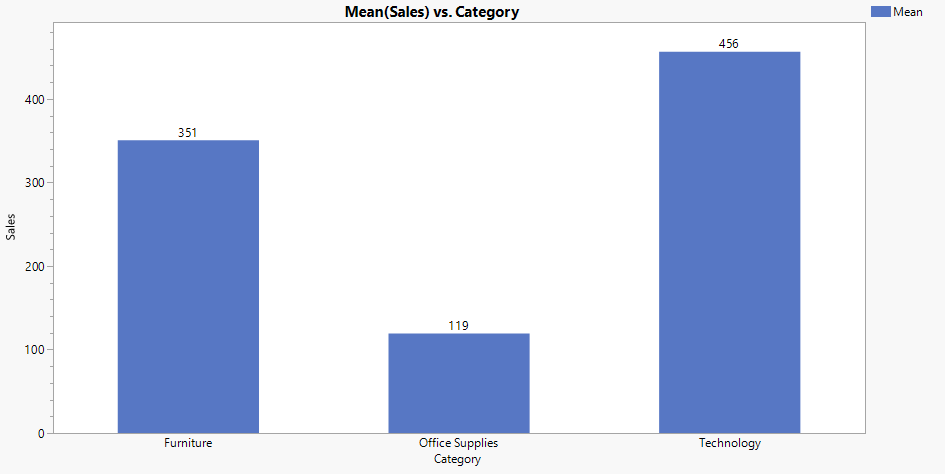 Mean(Sales) vs. Category
Mean
Sales
400
300
200
100
0
351
119
456
Furniture
Office Supplies
Technology
Category